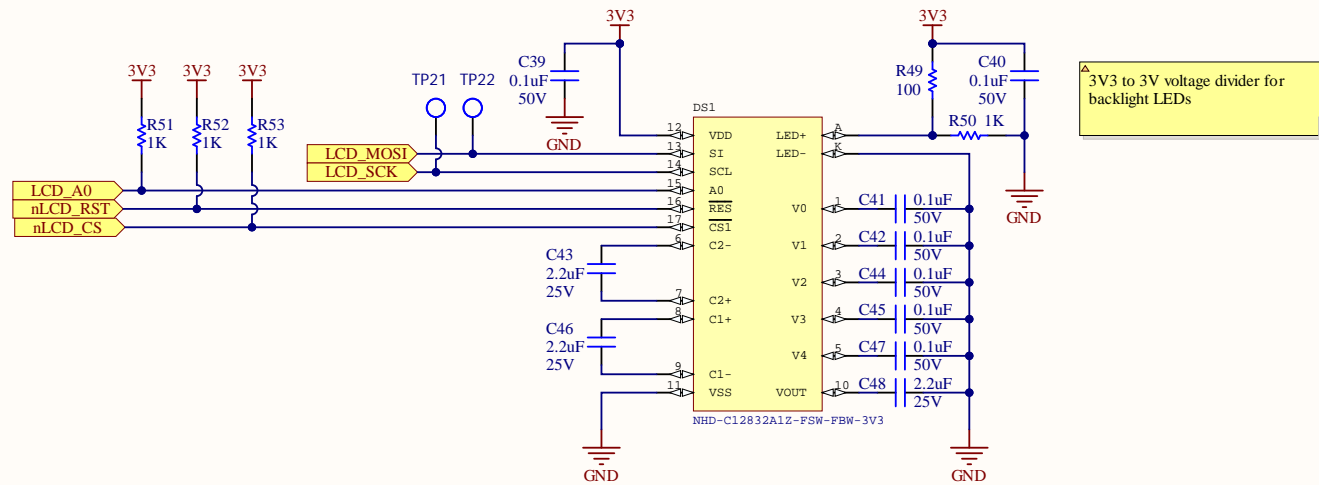 3V3
3V3
3V3
3V3
3V3
C39
0.1uF
50V
GND
TP21
TP22
R51
1K
R52
1K
R53
1K
R49
100
C40
0.1uF
50V
R50 1K
GND
3V3 to 3V voltage divider for
backlight LEDs
LCD_MOSI
LCD_SCK
LCD_A0
nLCD_RST
nLCD_CS
DS1
12 VDD
13 SI
14 SCL
15 A0
16 RES
17 CS1
6 C2-
7 C2+
8 C1+
9 C1-
11 VSS
LED+ A
LED- K
V0 1
V1 2
V2 3
V3 4
V4 5
VOUT 10
NHD-C12832A1Z-FSW-FBW-3V3
C43
2.2uF
25V
C46
2.2uF
25V
C41 0.1uF
50V
C42 0.1uF
50V
C44 0.1uF
50V
C45 0.1uF
50V
C47 0.1uF
50V
C48 2.2uF
25V
GND
GND